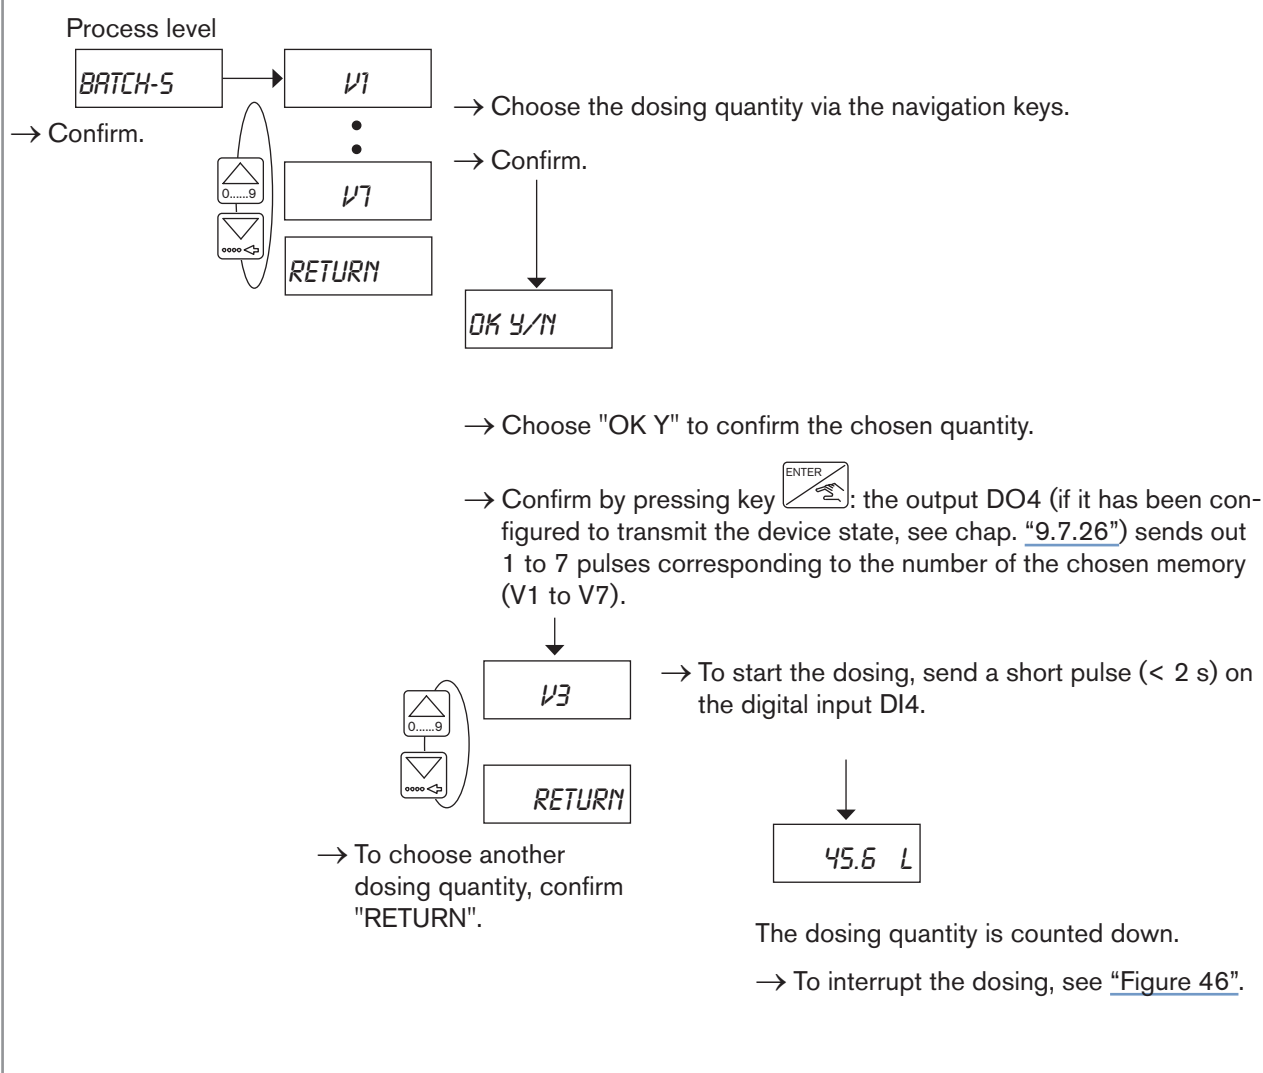 Process level
BATCH-S
V1
→ Choose the dosing quantity via the navigation keys.
→ Confirm.
→ Confirm.
0......9
V7
RETURN
OK Y/N
→ Choose "OK Y" to confirm the chosen quantity.
→ Confirm by pressing key ENTER : the output DO4 (if it has been con-
figured to transmit the device state, see chap. “9.7.26”) sends out
1 to 7 pulses corresponding to the number of the chosen memory
(V1 to V7).
V3
→ To start the dosing, send a short pulse (< 2 s) on
the digital input DI4.
0......9
RETURN
→ To choose another
dosing quantity, confirm
"RETURN".
45.6 L
The dosing quantity is counted down.
→ To interrupt the dosing, see “Figure 46”.